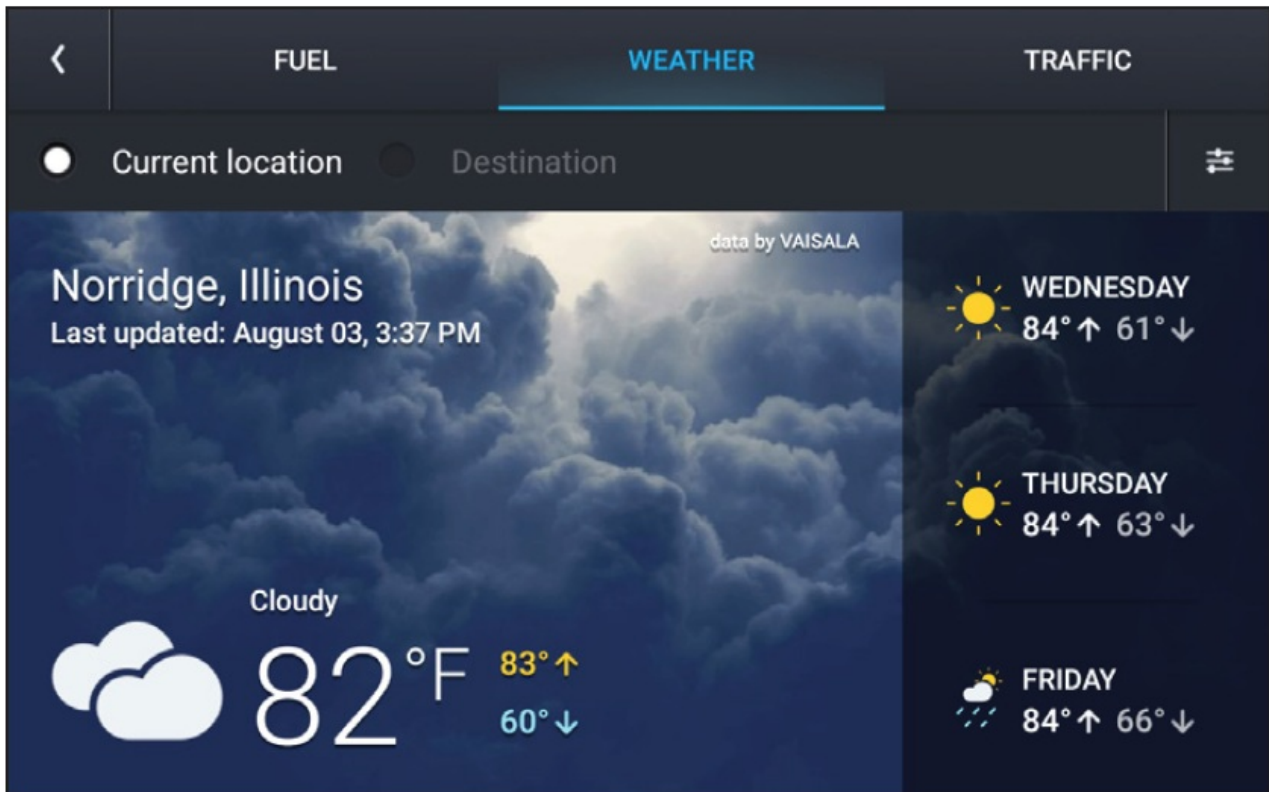 FUEL
WEATHER
TRAFFIC
Current location
Destination
data by VAISALA
Norridge, Illinois
Last updated: August 03, 3:37 PM
Cloudy
82°F
83°↑
60°↓
WEDNESDAY
84°↑ 61°↓
THURSDAY
84°↑ 63°↓
FRIDAY
84°↑ 66°↓